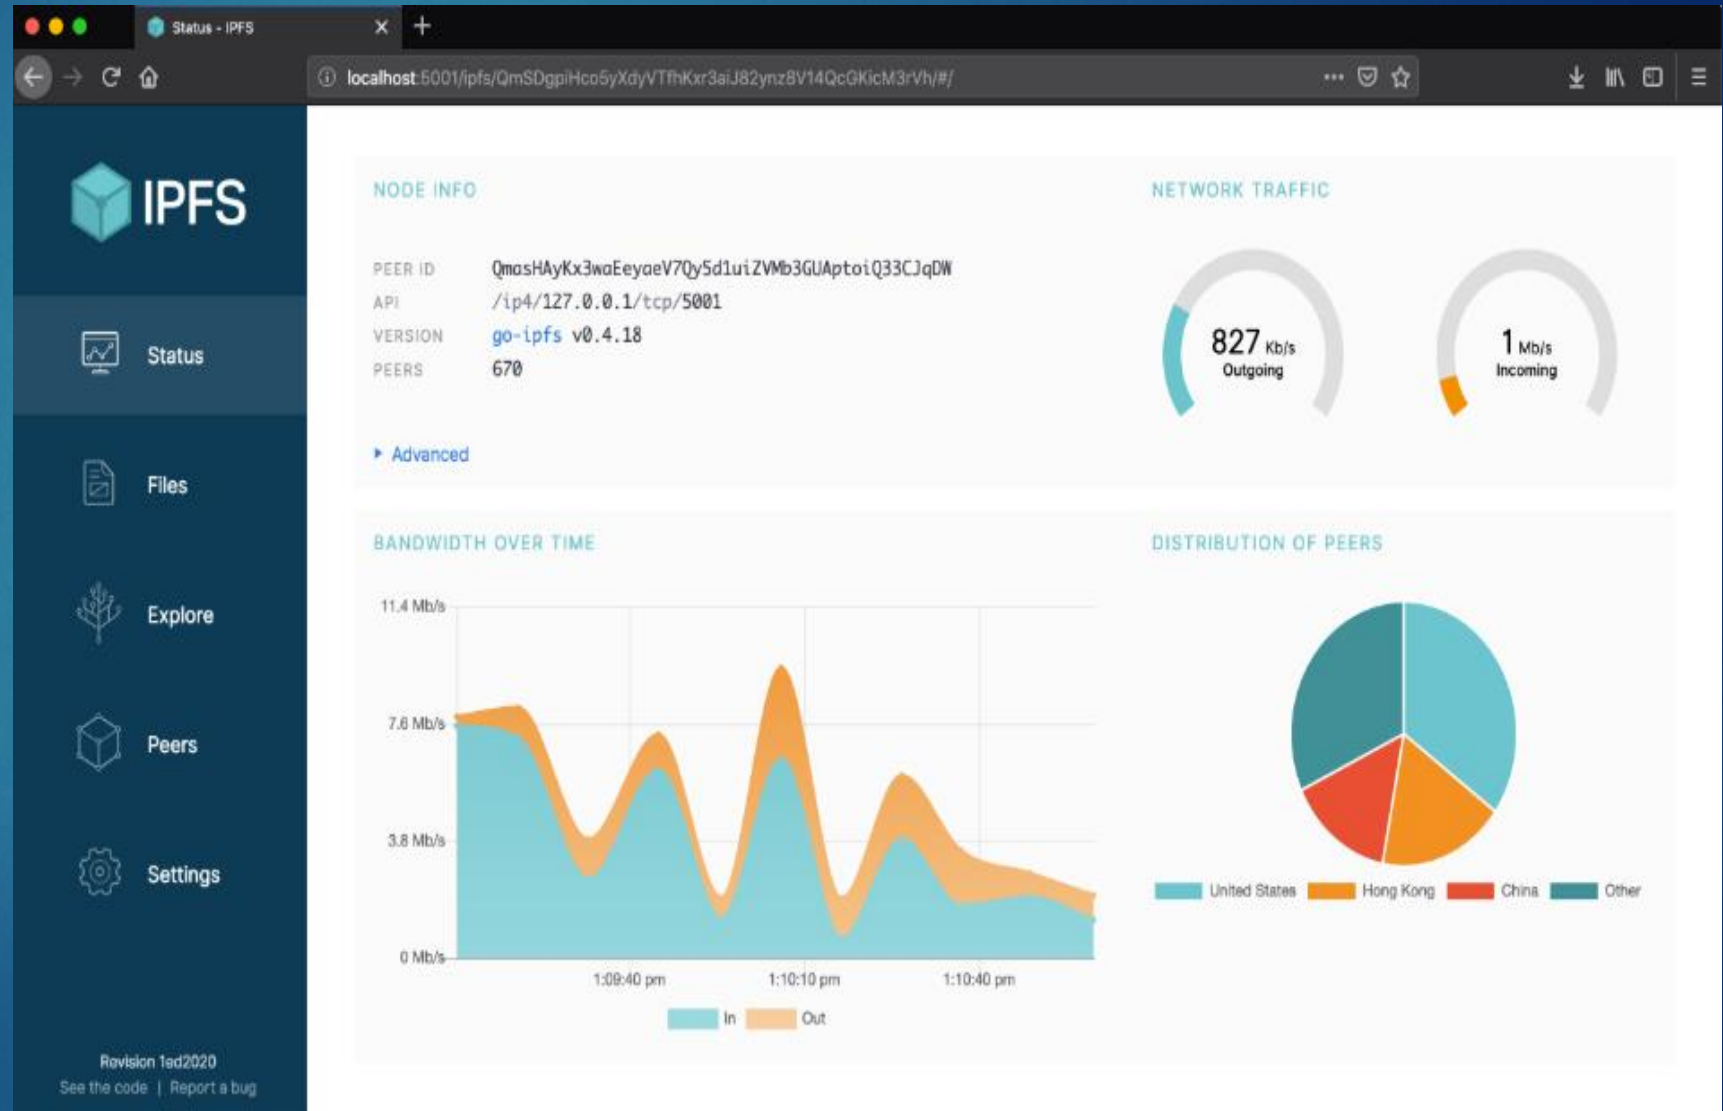 Status - IPFS
localhost:5001/ipfs/QmSDgpiHco5yXdyVTfhKxr3aiJ82ynz8V14QcGKicM3rVh/#/
IPFS
Status
Files
Explore
Peers
Settings
Revision 1ed2020
See the code | Report a bug
NODE INFO
PEER ID QmasHAyKx3waEeyaeV7Qy5d1uiZVMb3GUAptoiQ33CJqDW
API /ip4/127.0.0.1/tcp/5001
VERSION go-ipfs v0.4.18
PEERS 670
Advanced
NETWORK TRAFFIC
827 Kb/s
Outgoing
1 Mb/s
Incoming
BANDWIDTH OVER TIME
11.4 Mb/s
7.6 Mb/s
3.8 Mb/s
0 Mb/s
1:09:40 pm 1:10:10 pm 1:10:40 pm
In Out
DISTRIBUTION OF PEERS
United States Hong Kong China Other